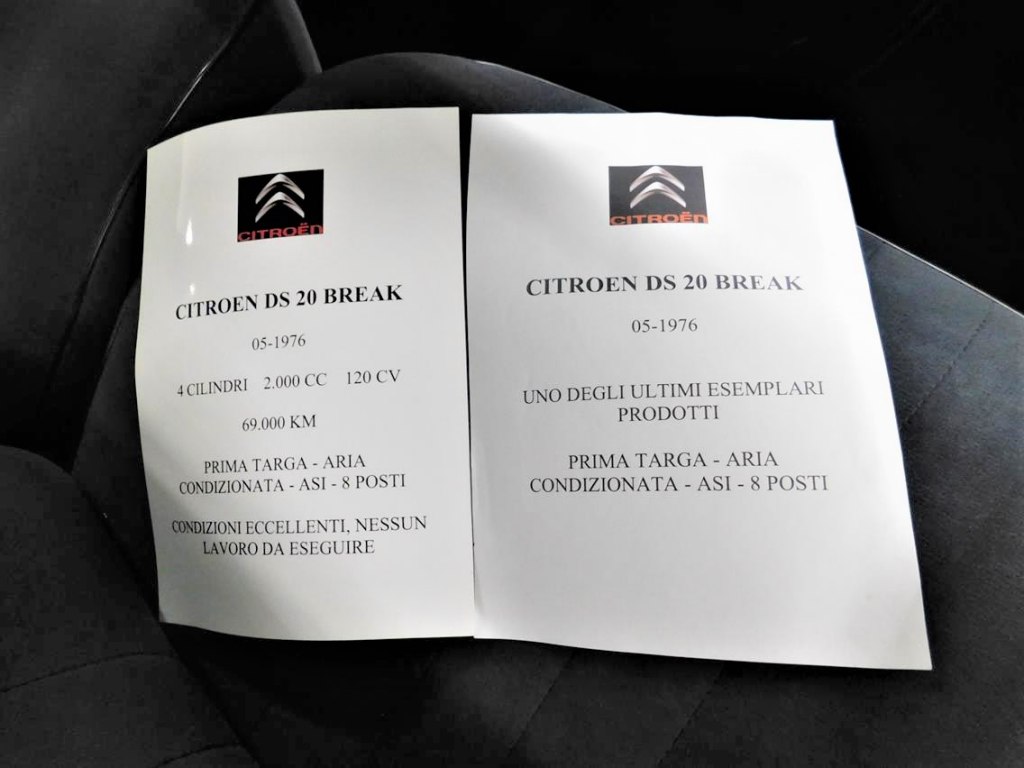 CITROËN
CITROEN DS 20 BREAK
05-1976
4 CILINDRI 2.000 CC 120 CV
69.000 KM
PRIMA TARGA - ARIA
CONDIZIONATA - ASI - 8 POSTI
CONDIZIONI ECCELLENTI, NESSUN
LAVORO DA ESEGUIRE
CITROËN
CITROEN DS 20 BREAK
05-1976
UNO DEGLI ULTIMI ESEMPLARI
PRODOTTI
PRIMA TARGA - ARIA
CONDIZIONATA - ASI - 8 POSTI